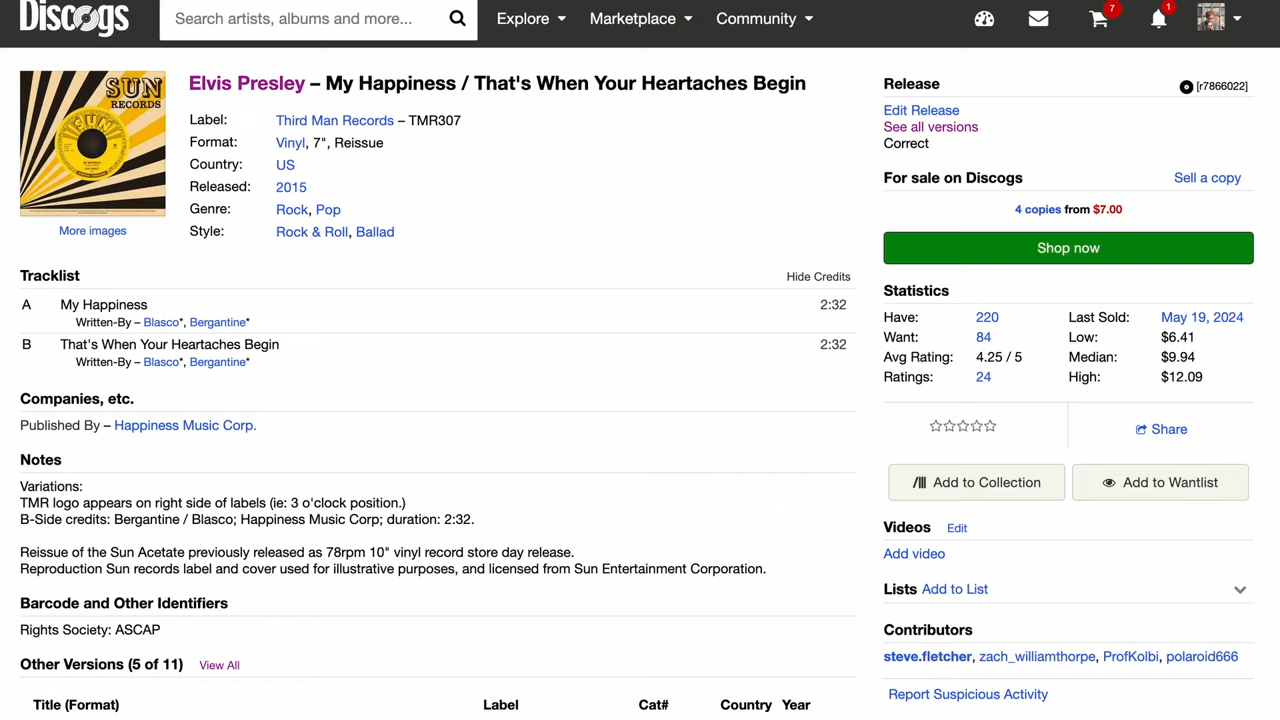 Discogs
Search artists, albums and more...
Explore
Marketplace
Community
7
1
SUN
RECORDS
SUN
Elvis Presley – My Happiness / That's When Your Heartaches Begin
Label: Third Man Records – TMR307
Format: Vinyl, 7", Reissue
Country: US
Released: 2015
Genre: Rock, Pop
Style: Rock & Roll, Ballad
More images
Tracklist
Hide Credits
A My Happiness 2:32
Written-By – Blasco*, Bergantine*
B That's When Your Heartaches Begin 2:32
Written-By – Blasco*, Bergantine*
Companies, etc.
Published By – Happiness Music Corp.
Notes
Variations:
TMR logo appears on right side of labels (ie: 3 o'clock position.)
B-Side credits: Bergantine / Blasco; Happiness Music Corp; duration: 2:32.
Reissue of the Sun Acetate previously released as 78rpm 10" vinyl record store day release.
Reproduction Sun records label and cover used for illustrative purposes, and licensed from Sun Entertainment Corporation.
Barcode and Other Identifiers
Rights Society: ASCAP
Other Versions (5 of 11) View All
Title (Format) Label Cat# Country Year
Release
[r7866022]
Edit Release
See all versions
Correct
For sale on Discogs
Sell a copy
4 copies from $7.00
Shop now
Statistics
Have: 220 Last Sold: May 19, 2024
Want: 84 Low: $6.41
Avg Rating: 4.25 / 5 Median: $9.94
Ratings: 24 High: $12.09
Share
Add to Collection
Add to Wantlist
Videos Edit
Add video
Lists Add to List
Contributors
steve.fletcher, zach_williamthorpe, ProfKolbi, polaroid666
Report Suspicious Activity